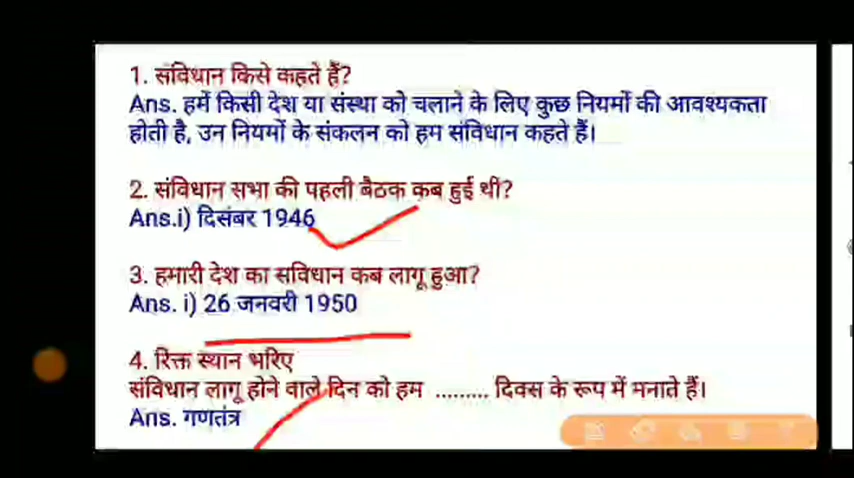 1. संविधान किसे कहते हैं?
Ans. हमें किसी देश या संस्था को चलाने के लिए कुछ नियमों की आवश्यकता
होती है, उन नियमों के संकलन को हम संविधान कहते हैं।
2. संविधान सभा की पहली बैठक कब हुई थी?
Ans.i) दिसंबर 1946
3. हमारी देश का सविधान कब लागू हुआ?
Ans. i) 26 जनवरी 1950
4. रिक्त स्थान भरिए
संविधान लागू होने वाले दिन को हम ......... दिवस के रूप में मनाते हैं।
Ans. गणतंत्र